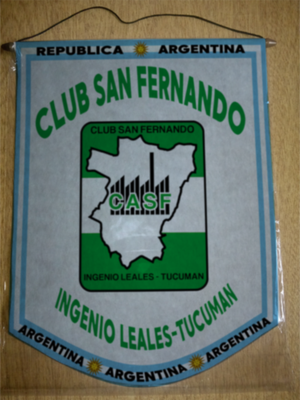 REPUBLICA ARGENTINA
CLUB SAN FERNANDO
CLUB SAN FERNANDO
CASF
INGENIO LEALES - TUCUMAN
INGENIO LEALES-TUCUMAN
ARGENTINA ARGENTINA ARGENTINA